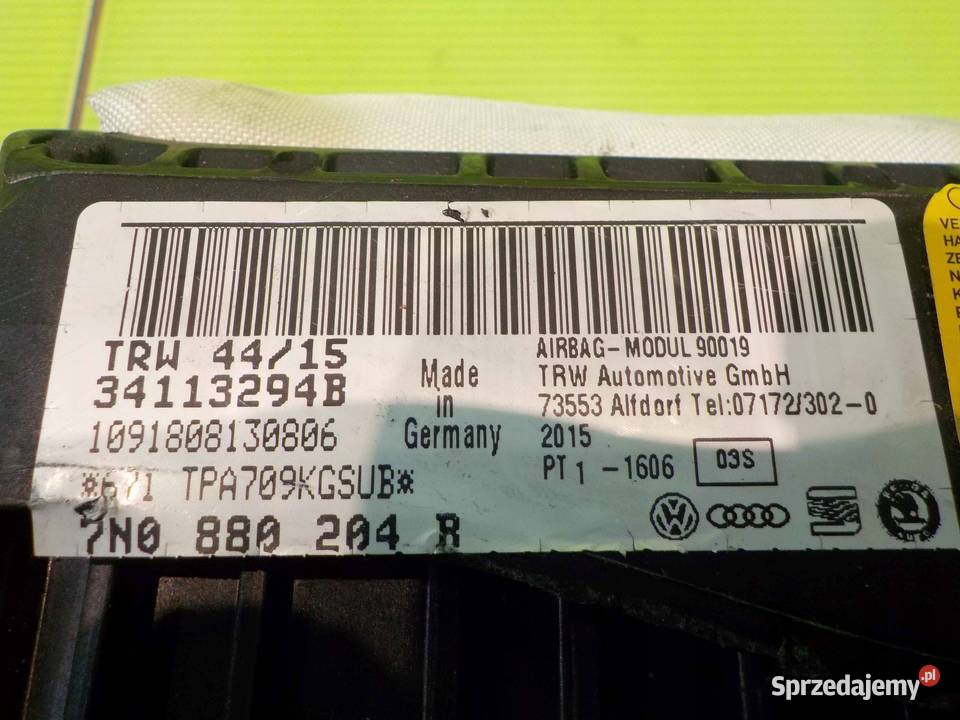 TRW 44/15
34113294B
1091808130806
*671 TPA709KGSUB*
7N0 880 204 R
Made
in
Germany
AIRBAG-MODUL 90019
TRW Automotive GmbH
73553 Alfdorf Tel:07172/302-0
2015
PT 1 -1606 03S
Sprzedajemy.pl